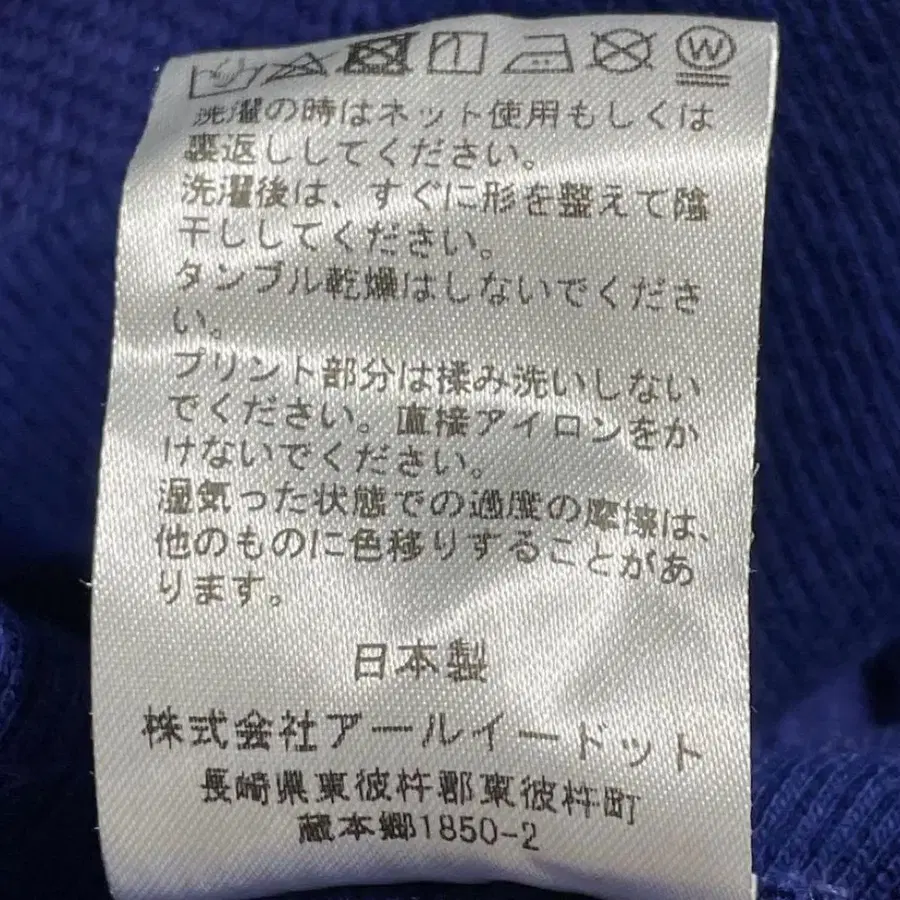 洗濯の時はネット使用もしくは
裏返ししてください。
洗濯後は、すぐに形を整えて陰
干ししてください。
タンブル乾燥はしないでくださ
い。
プリント部分は揉み洗いしない
でください。直接アイロンをか
けないでください。
湿気った状態での過度の摩擦は、
他のものに色移りすることがあ
ります。
日本製
株式会社アールイードット
長崎県東彼杵郡東彼杵町
蔵本郷1850-2